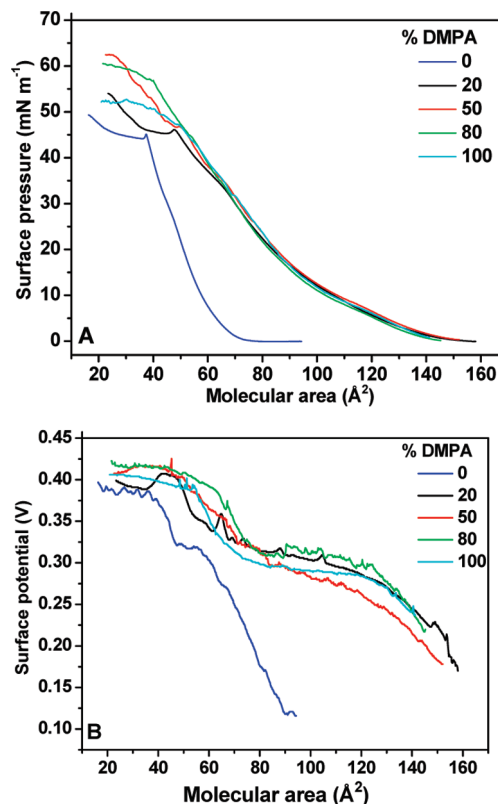 70
60
50
40
30
20
10
0
Surface pressure (mN m⁻¹)
% DMPA
0
20
50
80
100
A
20 40 60 80 100 120 140 160
Molecular area (Å²)
0.45
0.40
0.35
0.30
0.25
0.20
0.15
0.10
Surface potential (V)
% DMPA
0
20
50
80
100
B
20 40 60 80 100 120 140 160
Molecular area (Å²)